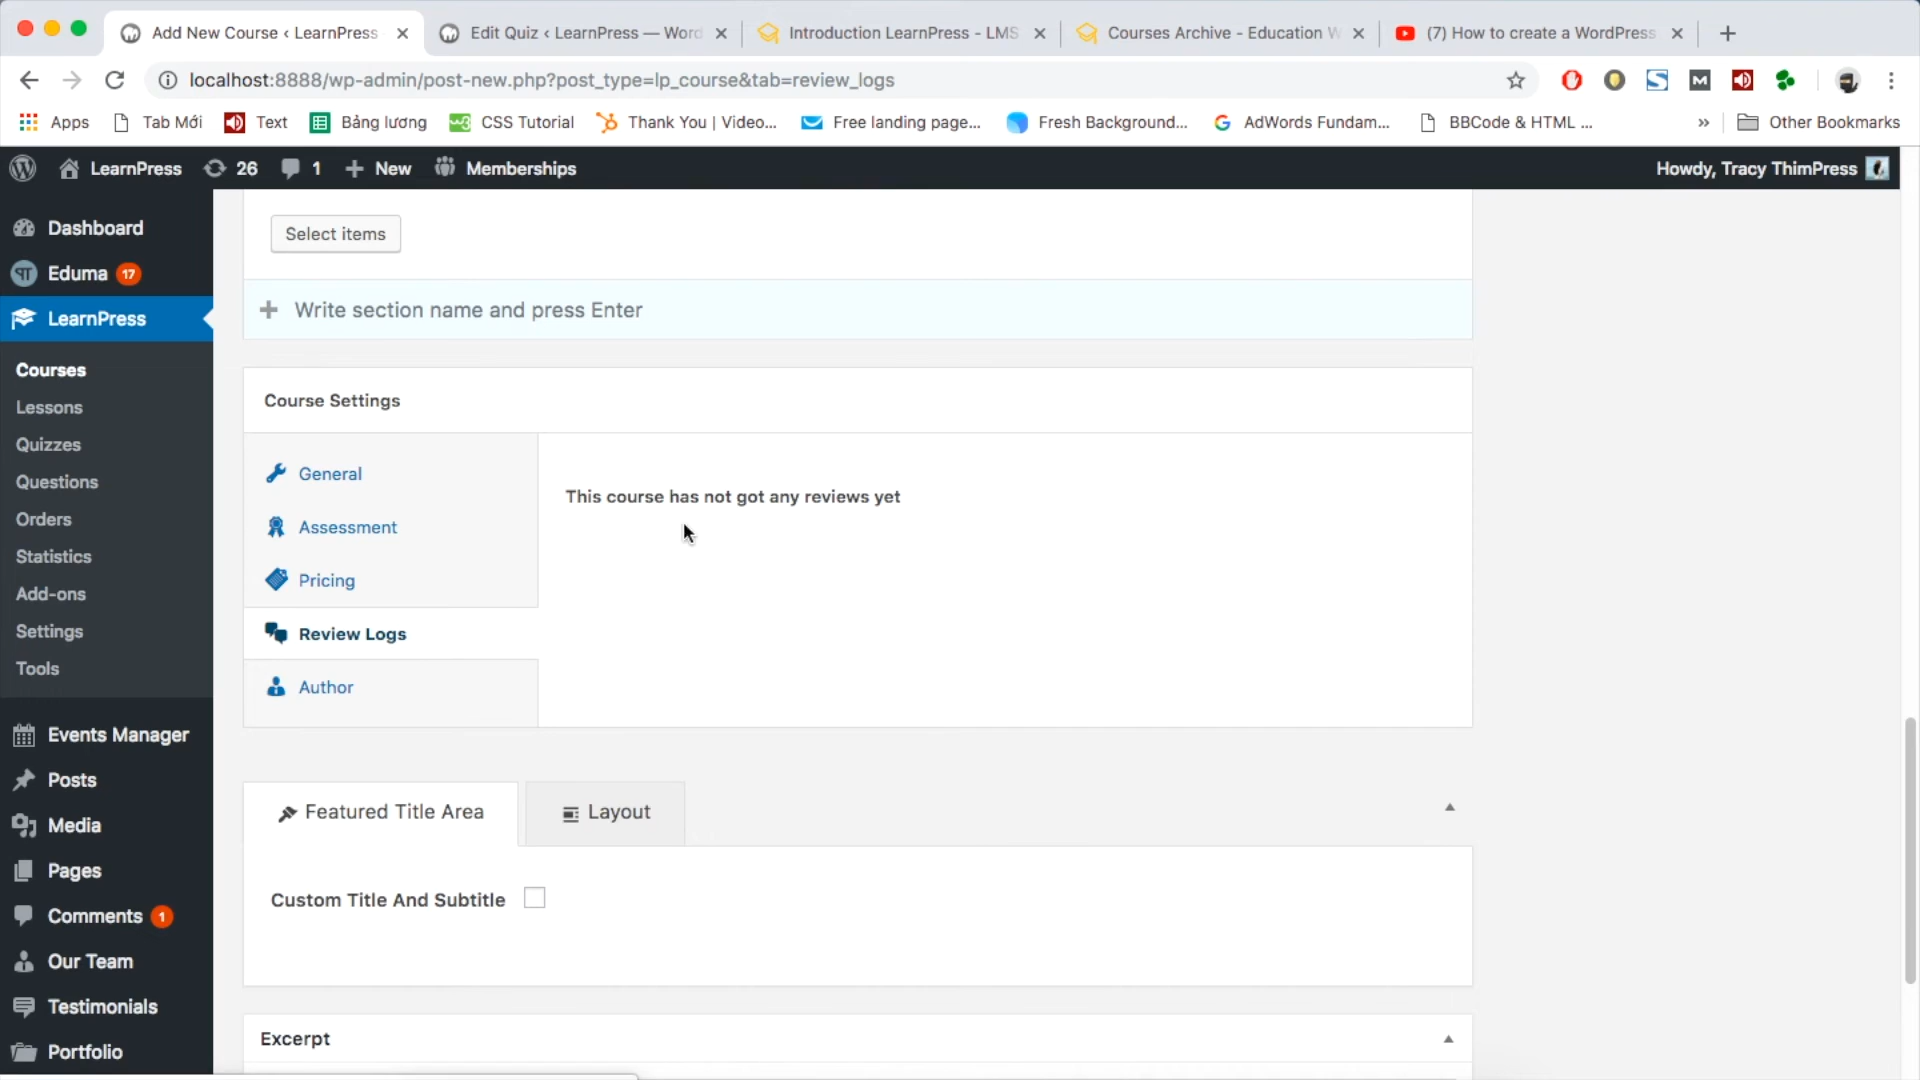 Add New Course ‹ LearnPress
Edit Quiz ‹ LearnPress — Word
Introduction LearnPress - LMS
Courses Archive - Education W
(7) How to create a WordPress
localhost:8888/wp-admin/post-new.php?post_type=lp_course&tab=review_logs
Apps
Tab Mới
Text
Bảng lương
CSS Tutorial
Thank You | Video...
Free landing page...
Fresh Background...
AdWords Fundam...
BBCode & HTML ...
»
Other Bookmarks
LearnPress
26
1
New
Memberships
Howdy, Tracy ThimPress
Dashboard
Eduma 17
LearnPress
Courses
Lessons
Quizzes
Questions
Orders
Statistics
Add-ons
Settings
Tools
Events Manager
Posts
Media
Pages
Comments 1
Our Team
Testimonials
Portfolio
Select items
Write section name and press Enter
Course Settings
General
Assessment
Pricing
Review Logs
Author
This course has not got any reviews yet
Featured Title Area
Layout
Custom Title And Subtitle
Excerpt